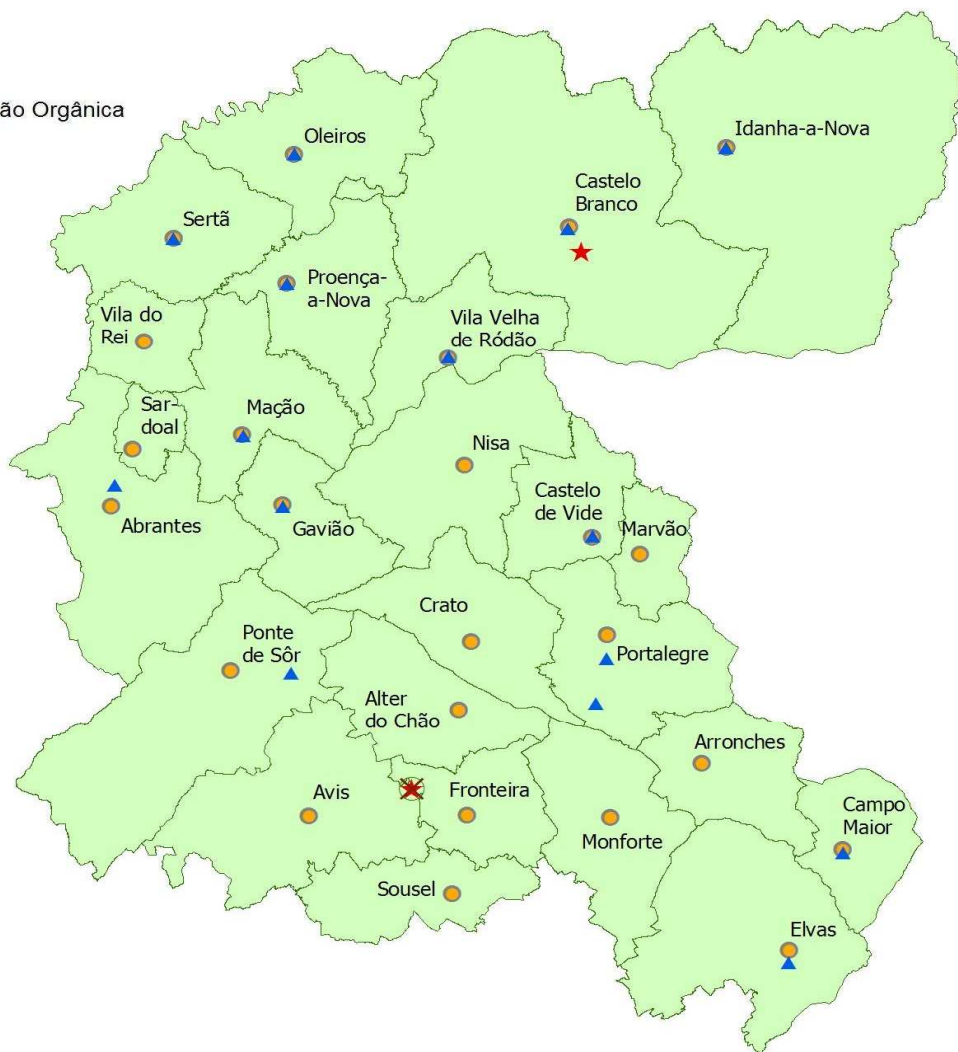 ão Orgânica
Oleiros
Idanha-a-Nova
Castelo
Branco
Sertã
Proença-
a-Nova
Vila do
Rei
Vila Velha
de Ródão
Sar-
doal
Mação
Nisa
Castelo
de Vide
Abrantes
Gavião
Marvão
Crato
Ponte
de Sôr
Portalegre
Alter
do Chão
Arronches
Avis
Fronteira
Campo
Maior
Monforte
Sousel
Elvas